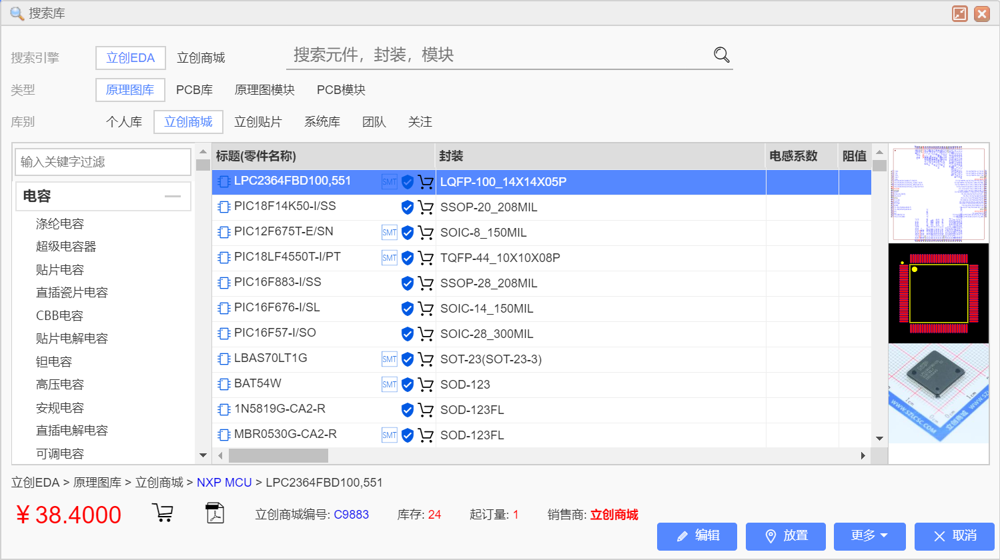 搜索库
搜索引擎 立创EDA 立创商城 搜索元件，封装，模块
类型 原理图库 PCB库 原理图模块 PCB模块
库别 个人库 立创商城 立创贴片 系统库 团队 关注
输入关键字过滤
电容
涤纶电容
超级电容器
贴片电容
直插瓷片电容
CBB电容
贴片电解电容
钽电容
高压电容
安规电容
直插电解电容
可调电容
标题(零件名称) 封装 电感系数 阻值
LPC2364FBD100,551 SMT LQFP-100_14X14X05P
PIC18F14K50-I/SS SSOP-20_208MIL
PIC12F675T-E/SN SMT SOIC-8_150MIL
PIC18LF4550T-I/PT SMT TQFP-44_10X10X08P
PIC16F883-I/SS SSOP-28_208MIL
PIC16F676-I/SL SOIC-14_150MIL
PIC16F57-I/SO SOIC-28_300MIL
LBAS70LT1G SMT SOT-23(SOT-23-3)
BAT54W SMT SOD-123
1N5819G-CA2-R SOD-123FL
MBR0530G-CA2-R SMT SOD-123FL
WWW.SZLCSC.COM 立创商城
立创EDA > 原理图库 > 立创商城 > NXP MCU > LPC2364FBD100,551
¥ 38.4000 立创商城编号: C9883 库存: 24 起订量: 1 销售商: 立创商城
编辑 放置 更多 取消